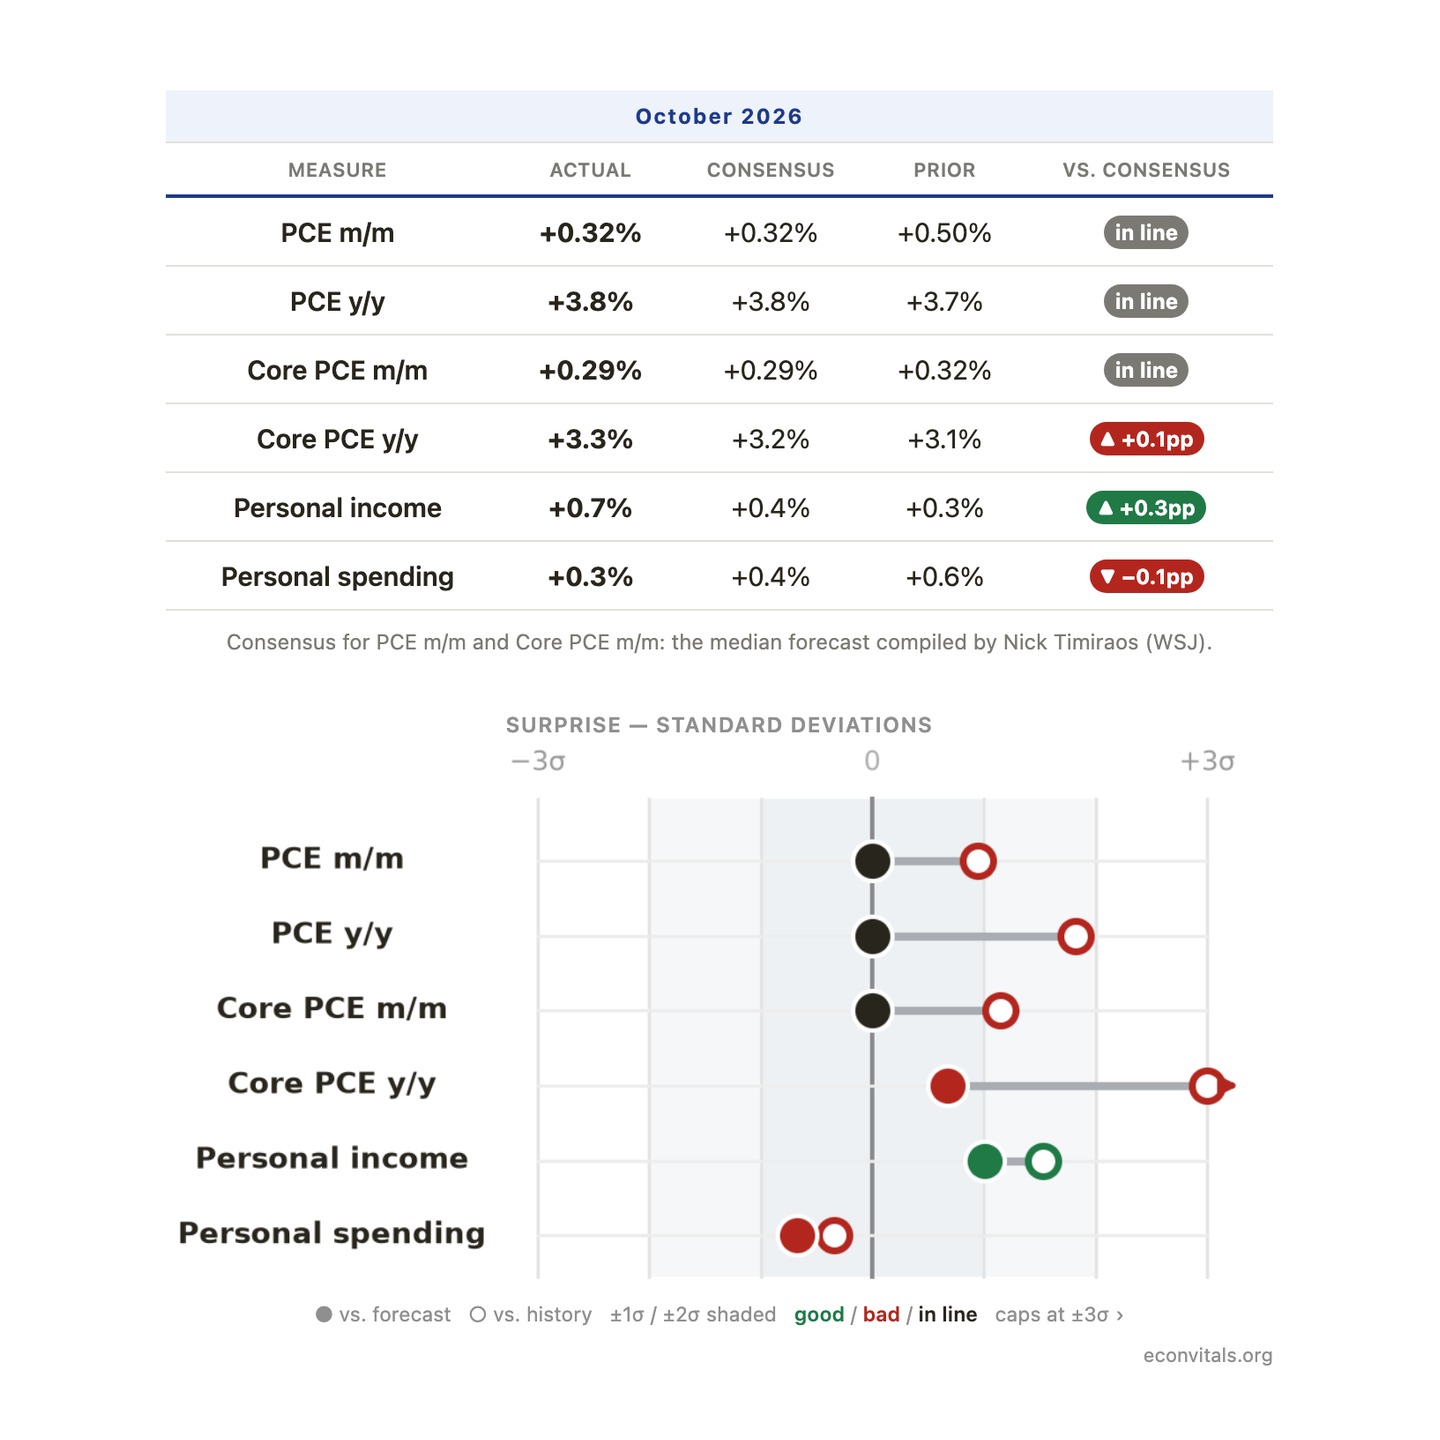 October 2026
MEASURE ACTUAL CONSENSUS PRIOR VS. CONSENSUS
PCE m/m +0.32% +0.32% +0.50% in line
PCE y/y +3.8% +3.8% +3.7% in line
Core PCE m/m +0.29% +0.29% +0.32% in line
Core PCE y/y +3.3% +3.2% +3.1% ▲ +0.1pp
Personal income +0.7% +0.4% +0.3% ▲ +0.3pp
Personal spending +0.3% +0.4% +0.6% ▼ −0.1pp
Consensus for PCE m/m and Core PCE m/m: the median forecast compiled by Nick Timiraos (WSJ).
SURPRISE — STANDARD DEVIATIONS
−3σ 0 +3σ
PCE m/m
PCE y/y
Core PCE m/m
Core PCE y/y
Personal income
Personal spending
vs. forecast vs. history ±1σ / ±2σ shaded good / bad / in line caps at ±3σ ›
econvitals.org